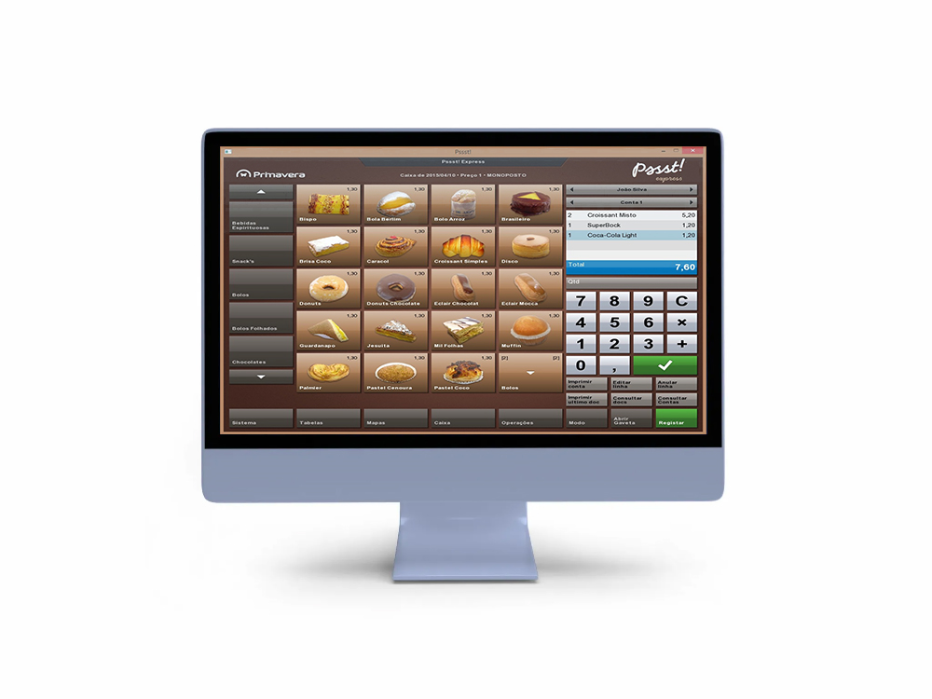 Pssst!
Pssst! Express
Primavera
Caixa de 2015/04/10 • Preço 1 • MONOPOSTO
Pssst!
express
João Silva
Conta 1
2 Croissant Misto 5,20
1 SuperBock 1,20
1 Coca-Cola Light 1,20
Total 7,60
Qtd
Bebidas
Espirituosas
Snack's
Bolos
Bolos Folhados
Chocolates
1,30 1,30 1,30 1,30
Bispo Bola Berlim Bolo Arroz Brasileiro
1,30 1,30 1,30 1,30
Brisa Coco Caracol Croissant Simples Disco
1,30 1,30 1,30 1,30
Donuts Donuts Chocolate Eclair Chocolat Eclair Mocca
1,30 1,30 1,30 1,30
Guardanapo Jesuita Mil Folhas Muffin
1,30 1,30 1,30 [2] [2]
Palmier Pastel Cenoura Pastel Coco Bolos
7 8 9 C
4 5 6 ×
1 2 3 +
0 ,
Imprimir
conta
Editar
linha
Anular
linha
Imprimir
ultimo doc
Consultar
docs
Consultar
Contas
Sistema Tabelas Mapas Caixa Operações Modo
Abrir
Gaveta
Registar